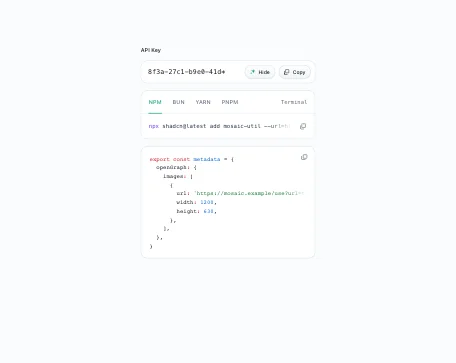 API Key
8f3a-27c1-b9e0-41d*
Hide
Copy
NPM BUN YARN PNPM Terminal
npx shadcn@latest add mosaic-util --url=
export const metadata = {
openGraph: {
images: [
{
url: "https://mosaic.example/use?url=
width: 1200,
height: 630,
},
],
},
}